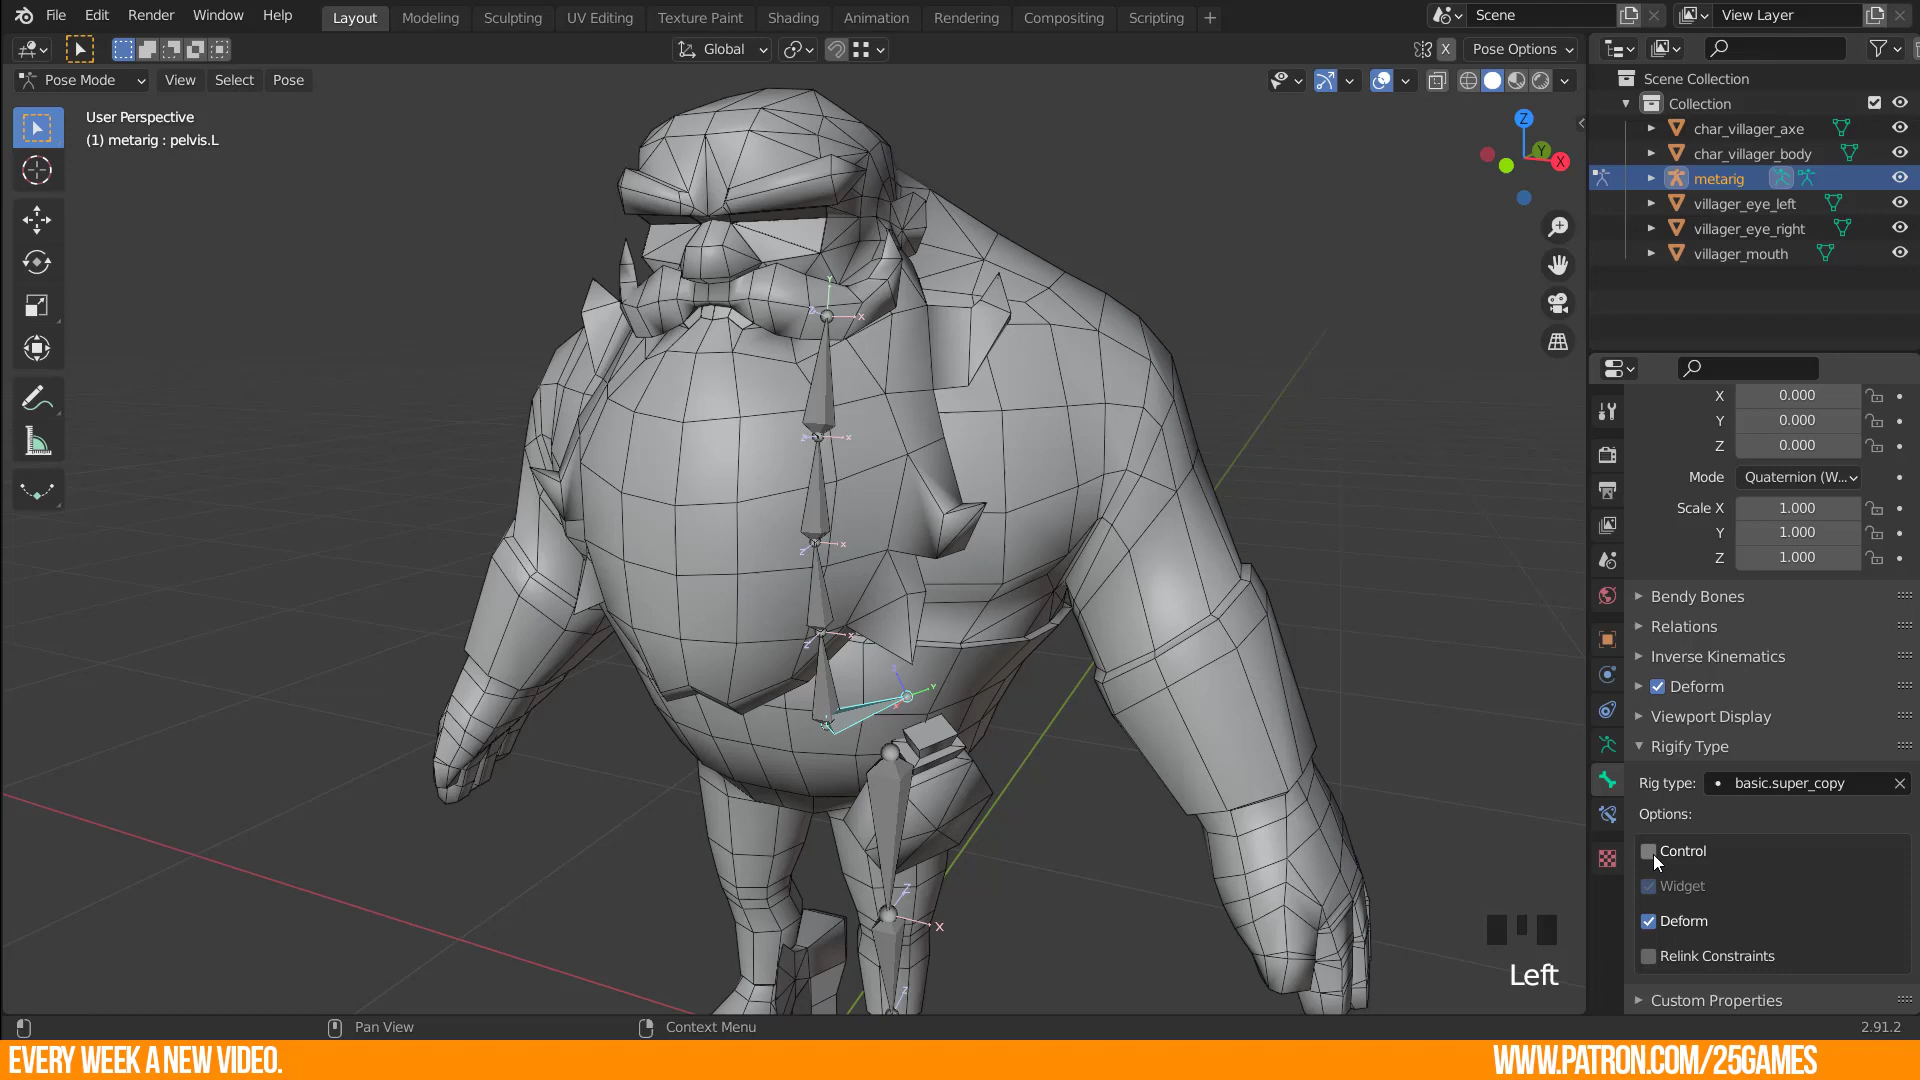 File Edit Render Window Help
Layout Modeling Sculpting UV Editing Texture Paint Shading Animation Rendering Compositing Scripting +
Scene
View Layer
Global
X
Pose Options
Pose Mode
View Select Pose
User Perspective
(1) metarig : pelvis.L
Scene Collection
Collection
char_villager_axe
char_villager_body
metarig
villager_eye_left
villager_eye_right
villager_mouth
X 0.000
Y 0.000
Z 0.000
Mode Quaternion (W...
Scale X 1.000
Y 1.000
Z 1.000
Bendy Bones
Relations
Inverse Kinematics
Deform
Viewport Display
Rigify Type
Rig type: basic.super_copy
Options:
Control
Widget
Deform
Relink Constraints
Custom Properties
Left
Pan View
Context Menu
2.91.2
EVERY WEEK A NEW VIDEO.
WWW.PATRON.COM/25GAMES